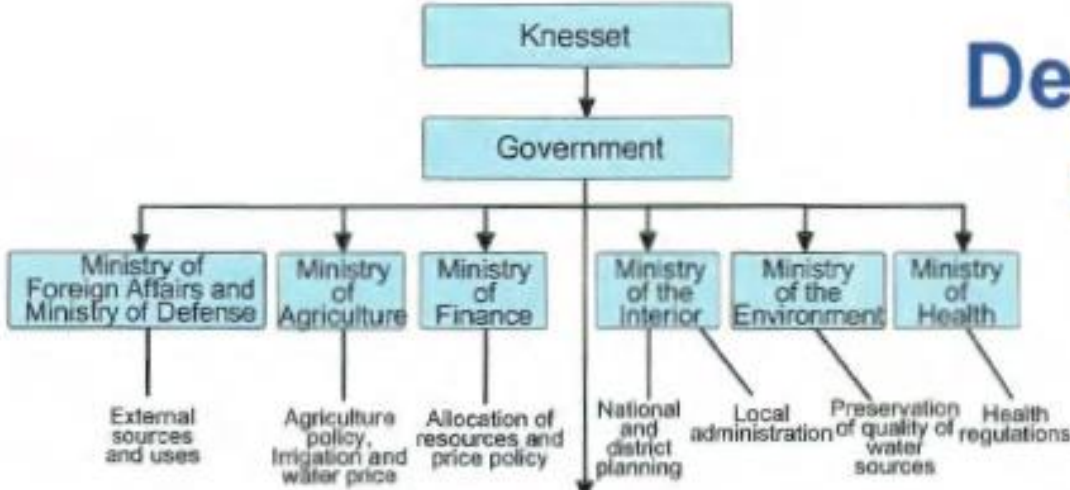 Knesset
De
Government
Ministry of
Foreign Affairs and
Ministry of Defense
Ministry
of
Agriculture
Ministry
of
Finance
Ministry
of the
Interior
Ministry
of the
Environment
Ministry
of
Health
External
sources
and uses
Agriculture
policy,
Irrigation and
water price
Allocation of
resources and
price policy
National
and
district
planning
Local
administration
Preservation
of quality of
water
sources
Health
regulations